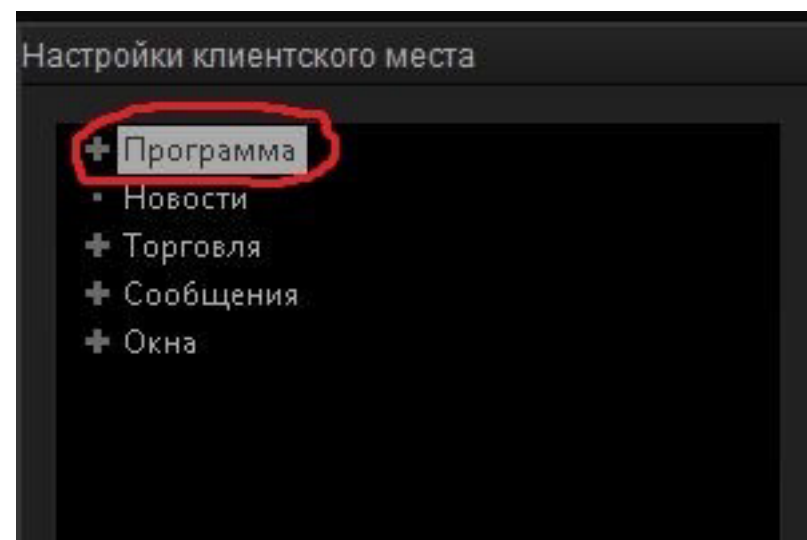 Настройки клиентского места
Программа
Новости
Торговля
Сообщения
Окна